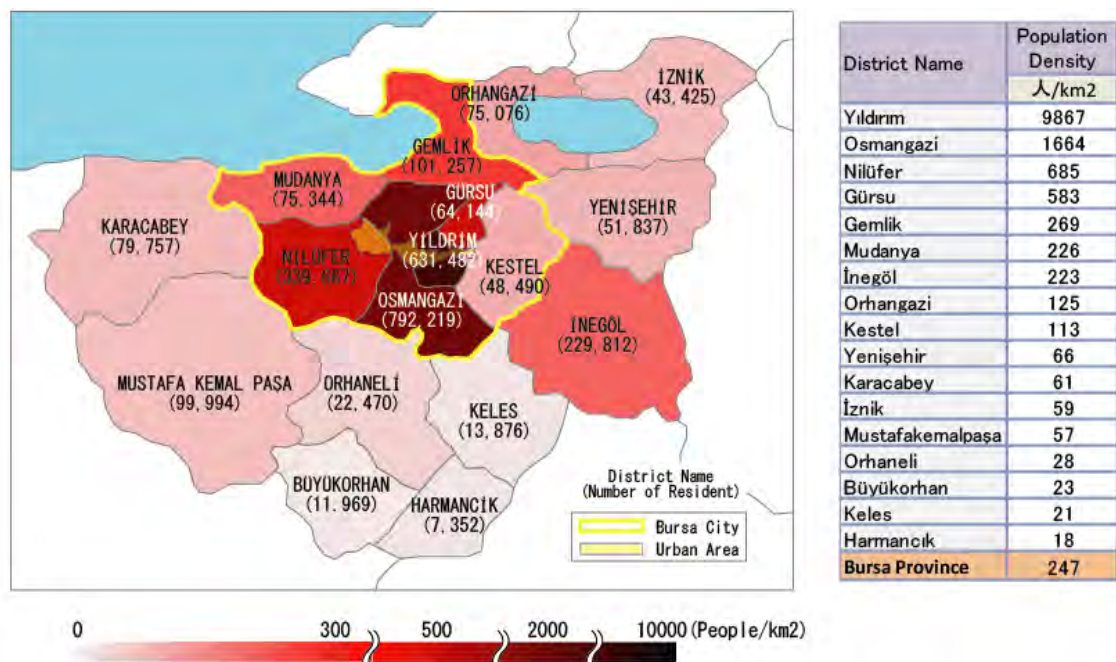 ORHANGAZİ
(75, 076)
İZNİK
(43, 425)
GEMLİK
(101, 257)
MUDANYA
(75, 344)
GÜRSU
(64, 144)
KARACABEY
(79, 757)
YENİŞEHİR
(51, 837)
NİLÜFER
(339, 667)
YİLDRIM
(631, 482)
KESTEL
(48, 490)
OSMANGAZİ
(792, 219)
İNEGÖL
(229, 812)
MUSTAFA KEMAL PAŞA
(99, 994)
ORHANELİ
(22, 470)
KELES
(13, 876)
BÜYÜKORHAN
(11. 969)
HARMANCİK
(7, 352)
District Name
(Number of Resident)
Bursa City
Urban Area
0 300 500 2000 10000 (People/km2)
District Name Population Density
人/km2
Yıldırım 9867
Osmangazi 1664
Nilüfer 685
Gürsu 583
Gemlik 269
Mudanya 226
İnegöl 223
Orhangazi 125
Kestel 113
Yenişehir 66
Karacabey 61
İznik 59
Mustafakemalpaşa 57
Orhaneli 28
Büyükorhan 23
Keles 21
Harmancık 18
Bursa Province 247